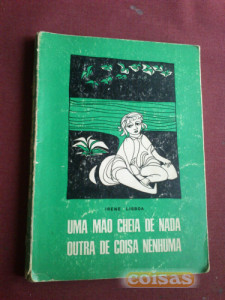 IRENE LISBOA
UMA MÃO CHEIA DE NADA
OUTRA DE COISA NENHUMA
coisas